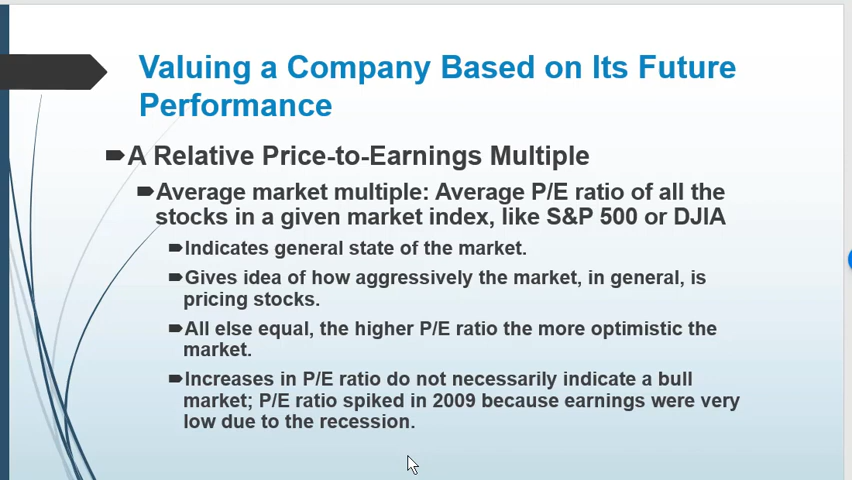 Valuing a Company Based on Its Future
Performance
A Relative Price-to-Earnings Multiple
Average market multiple: Average P/E ratio of all the
stocks in a given market index, like S&P 500 or DJIA
Indicates general state of the market.
Gives idea of how aggressively the market, in general, is
pricing stocks.
All else equal, the higher P/E ratio the more optimistic the
market.
Increases in P/E ratio do not necessarily indicate a bull
market; P/E ratio spiked in 2009 because earnings were very
low due to the recession.